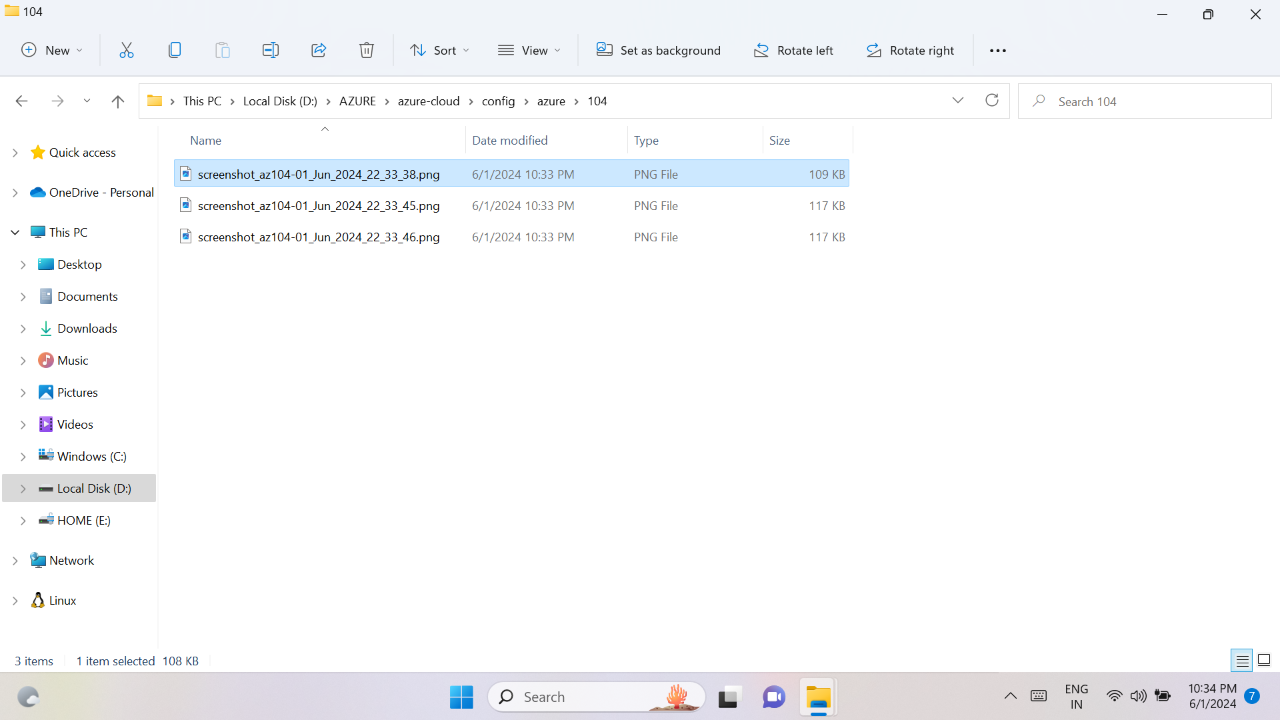 104
New
Sort
View
Set as background
Rotate left
Rotate right
This PC
Local Disk (D:)
AZURE
azure-cloud
config
azure
104
Search 104
Name
Date modified
Type
Size
screenshot_az104-01_Jun_2024_22_33_38.png 6/1/2024 10:33 PM PNG File 109 KB
screenshot_az104-01_Jun_2024_22_33_45.png 6/1/2024 10:33 PM PNG File 117 KB
screenshot_az104-01_Jun_2024_22_33_46.png 6/1/2024 10:33 PM PNG File 117 KB
Quick access
OneDrive - Personal
This PC
Desktop
Documents
Downloads
Music
Pictures
Videos
Windows (C:)
Local Disk (D:)
HOME (E:)
Network
Linux
3 items
1 item selected 108 KB
Search
ENG
IN
10:34 PM
6/1/2024
7